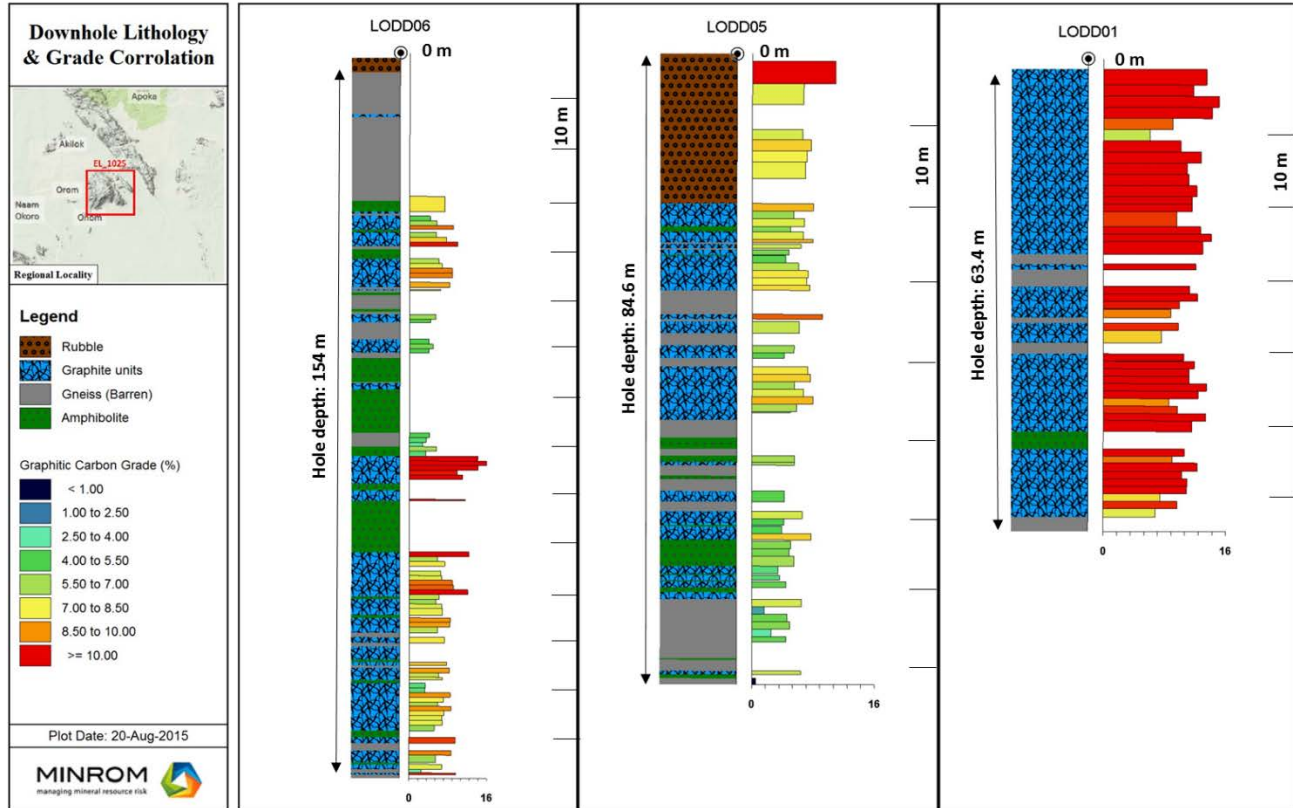 Downhole Lithology
& Grade Corrolation
Apoka
Akilok
EL_1025
Orom
Naam
Okoro
Onom
Regional Locality
Legend
Rubble
Graphite units
Gneiss (Barren)
Amphibolite
Graphitic Carbon Grade (%)
< 1.00
1.00 to 2.50
2.50 to 4.00
4.00 to 5.50
5.50 to 7.00
7.00 to 8.50
8.50 to 10.00
>= 10.00
Plot Date: 20-Aug-2015
MINROM
managing mineral resource risk
LODD06
0 m
10 m
Hole depth: 154 m
0 16
LODD05
0 m
10 m
Hole depth: 84.6 m
0 16
LODD01
0 m
10 m
Hole depth: 63.4 m
0 16